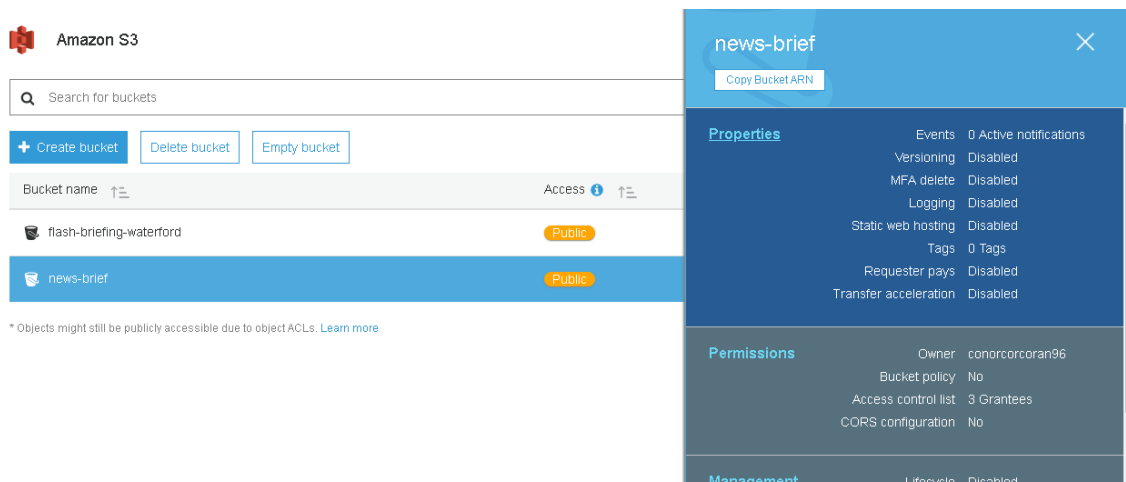 Amazon S3
Search for buckets
+ Create bucket Delete bucket Empty bucket
Bucket name Access
flash-briefing-waterford Public
news-brief Public
* Objects might still be publicly accessible due to object ACLs. Learn more
news-brief
Copy Bucket ARN
Properties Events 0 Active notifications
Versioning Disabled
MFA delete Disabled
Logging Disabled
Static web hosting Disabled
Tags 0 Tags
Requester pays Disabled
Transfer acceleration Disabled
Permissions Owner conorcorcoran96
Bucket policy No
Access control list 3 Grantees
CORS configuration No
Management Lifecycle Disabled